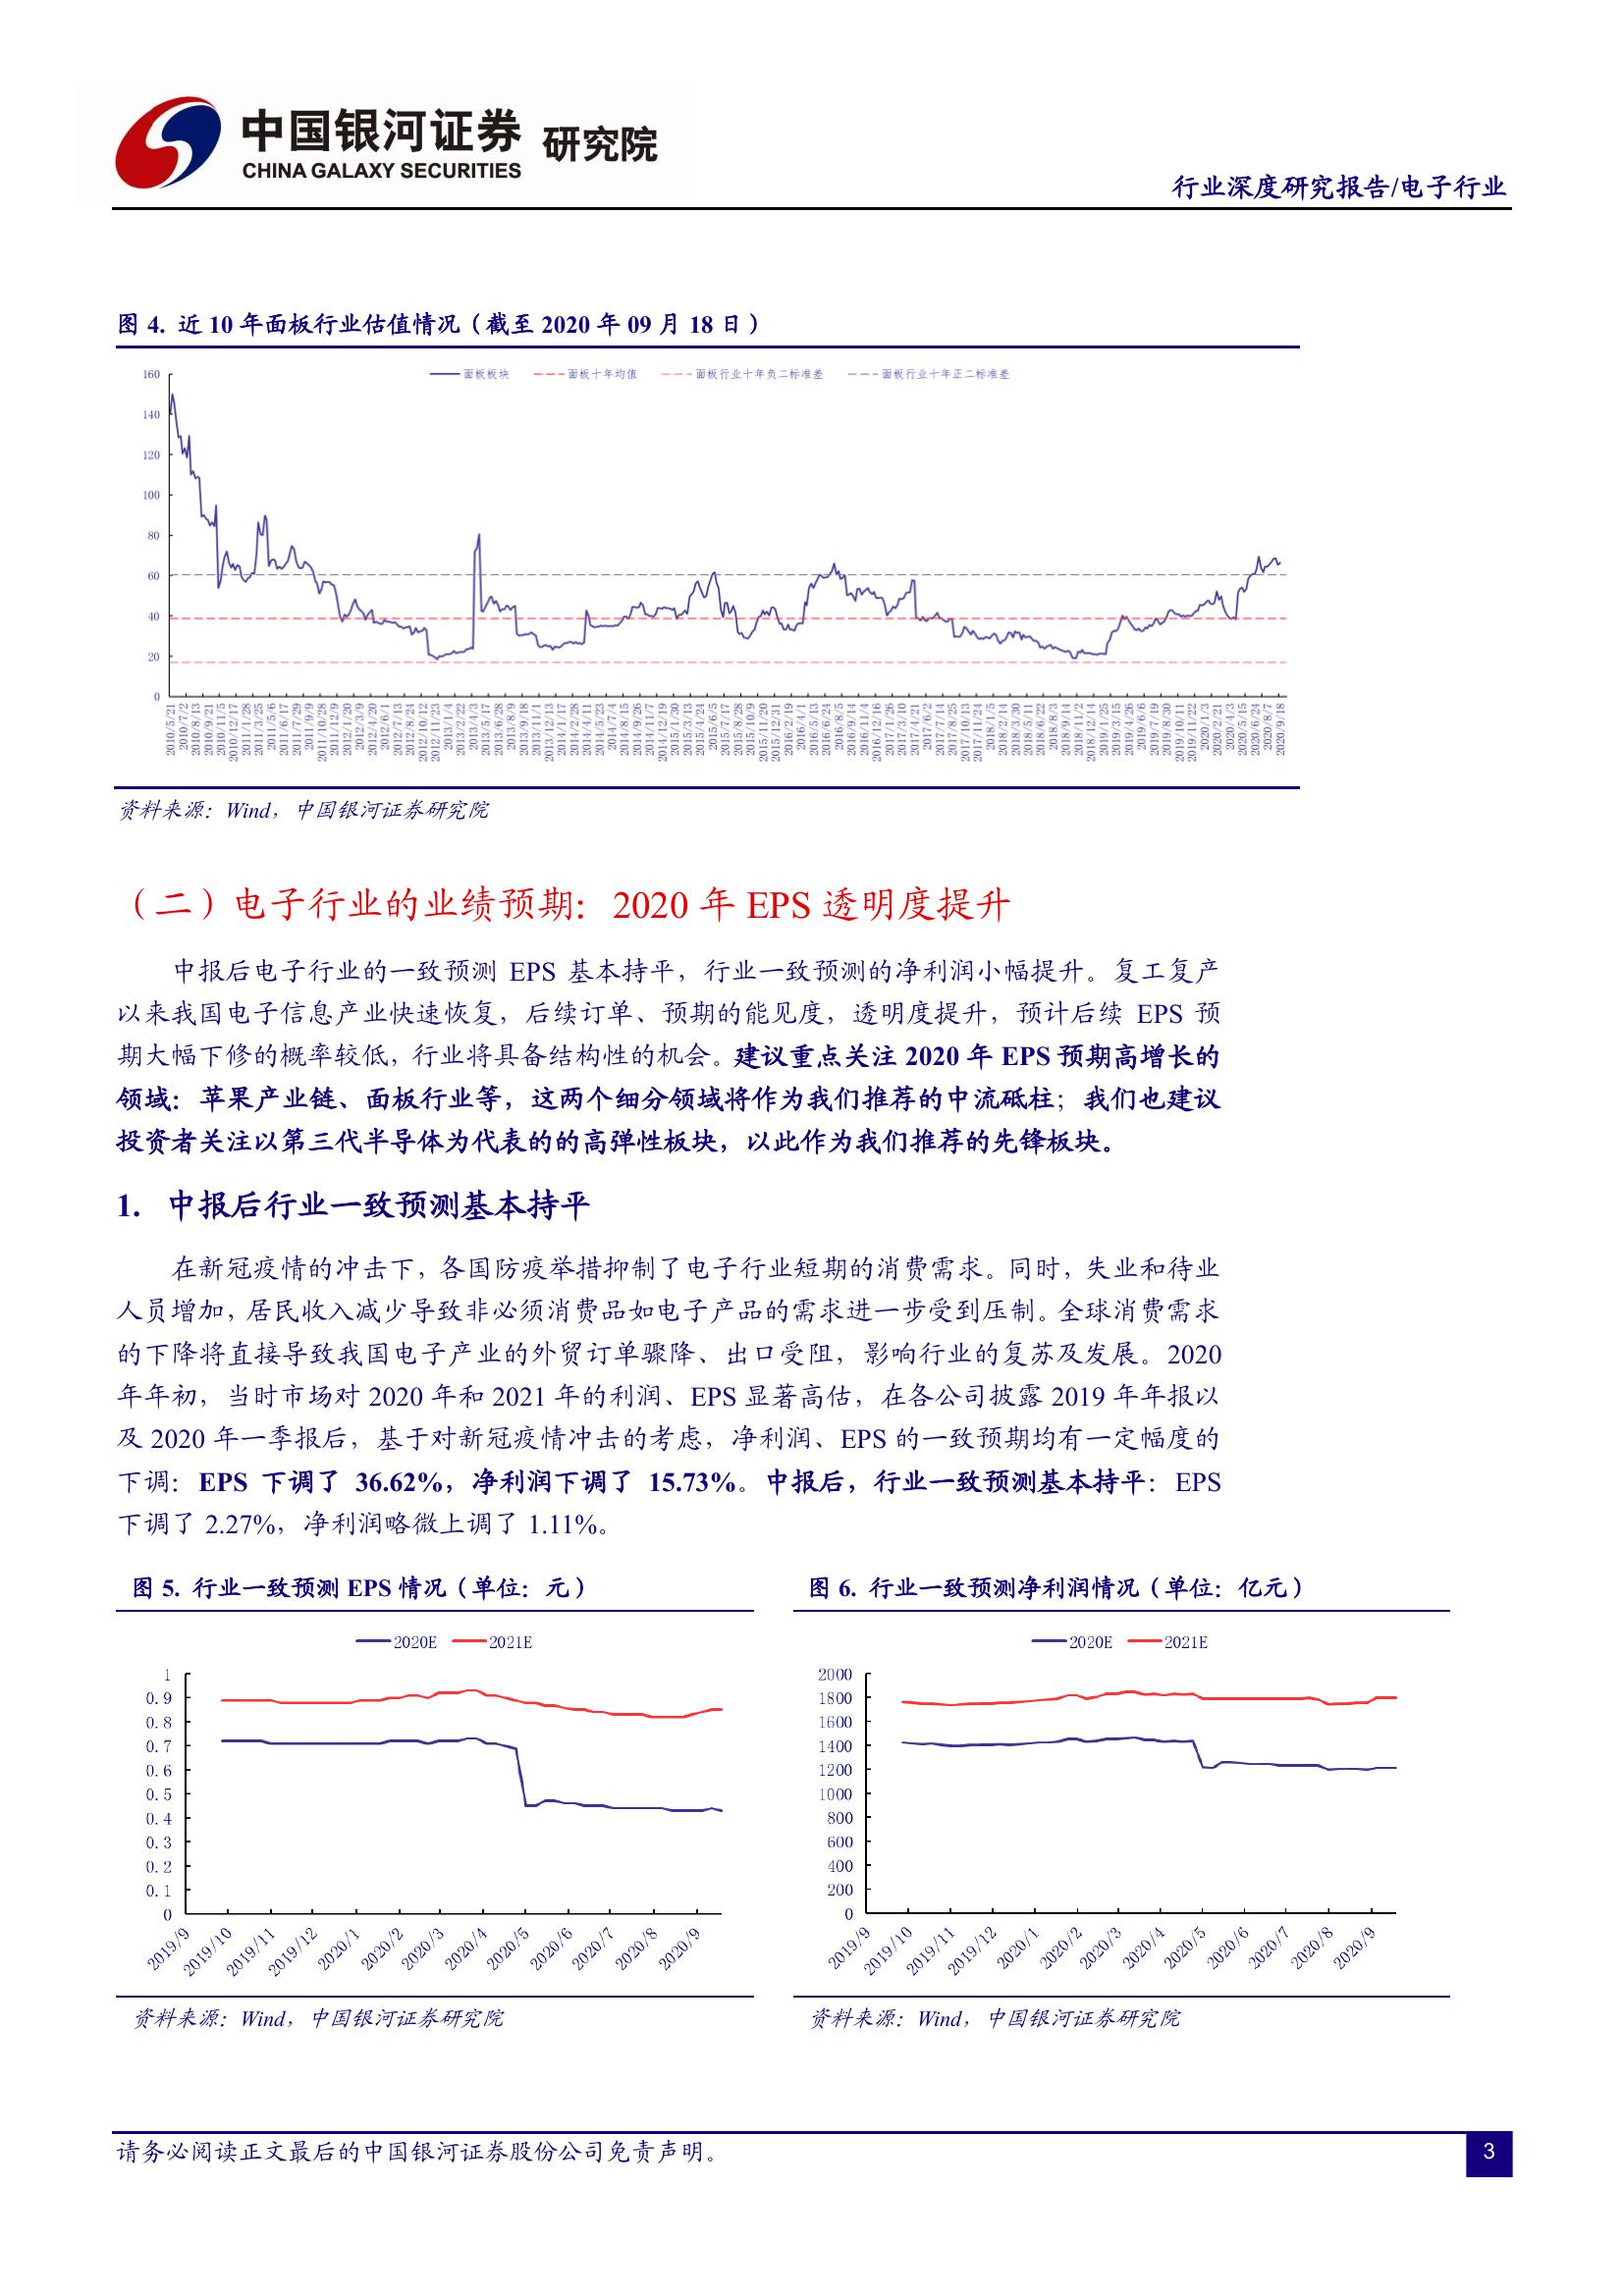 中国银河证券 研究院
CHINA GALAXY SECURITIES
行业深度研究报告/电子行业
图 4. 近 10 年面板行业估值情况（截至 2020 年 09 月 18 日）
面板板块 面板十年均值 面板行业十年负二标准差 面板行业十年正二标准差
160
140
120
100
80
60
40
20
0
2010/5/21 2010/7/2 2010/8/13 2010/9/21 2010/11/5 2010/12/17 2011/1/28 2011/3/25 2011/5/6 2011/6/17 2011/7/29 2011/9/9 2011/10/28 2011/12/9 2012/1/20 2012/3/9 2012/4/20 2012/6/1 2012/7/13 2012/8/24 2012/10/12 2012/11/23 2013/1/4 2013/2/22 2013/4/3 2013/5/17 2013/6/28 2013/8/9 2013/9/18 2013/11/1 2013/12/13 2014/1/17 2014/2/28 2014/4/11 2014/5/23 2014/7/4 2014/8/15 2014/9/26 2014/11/7 2014/12/19 2015/1/30 2015/3/13 2015/4/24 2015/6/5 2015/7/17 2015/8/28 2015/10/9 2015/11/20 2015/12/31 2016/2/19 2016/4/1 2016/5/13 2016/6/24 2016/8/5 2016/9/14 2016/11/4 2016/12/16 2017/1/26 2017/3/10 2017/4/21 2017/6/2 2017/7/14 2017/8/25 2017/10/13 2017/11/24 2018/1/5 2018/2/14 2018/3/30 2018/5/11 2018/6/22 2018/8/3 2018/9/14 2018/11/2 2018/12/14 2019/1/25 2019/3/15 2019/4/26 2019/6/6 2019/7/19 2019/8/30 2019/10/11 2019/11/22 2020/1/3 2020/2/21 2020/4/3 2020/5/15 2020/6/24 2020/8/7 2020/9/18
资料来源：Wind，中国银河证券研究院
（二）电子行业的业绩预期：2020 年 EPS 透明度提升
中报后电子行业的一致预测 EPS 基本持平，行业一致预测的净利润小幅提升。复工复产
以来我国电子信息产业快速恢复，后续订单、预期的能见度，透明度提升，预计后续 EPS 预
期大幅下修的概率较低，行业将具备结构性的机会。建议重点关注 2020 年 EPS 预期高增长的
领域：苹果产业链、面板行业等，这两个细分领域将作为我们推荐的中流砥柱；我们也建议
投资者关注以第三代半导体为代表的的高弹性板块，以此作为我们推荐的先锋板块。
1. 中报后行业一致预测基本持平
在新冠疫情的冲击下，各国防疫举措抑制了电子行业短期的消费需求。同时，失业和待业
人员增加，居民收入减少导致非必须消费品如电子产品的需求进一步受到压制。全球消费需求
的下降将直接导致我国电子产业的外贸订单骤降、出口受阻，影响行业的复苏及发展。2020
年年初，当时市场对 2020 年和 2021 年的利润、EPS 显著高估，在各公司披露 2019 年年报以
及 2020 年一季报后，基于对新冠疫情冲击的考虑，净利润、EPS 的一致预期均有一定幅度的
下调：EPS 下调了 36.62%，净利润下调了 15.73%。中报后，行业一致预测基本持平：EPS
下调了 2.27%，净利润略微上调了 1.11%。
图 5. 行业一致预测 EPS 情况（单位：元）
2020E 2021E
1
0.9
0.8
0.7
0.6
0.5
0.4
0.3
0.2
0.1
0
2019/9 2019/10 2019/11 2019/12 2020/1 2020/2 2020/3 2020/4 2020/5 2020/6 2020/7 2020/8 2020/9
资料来源：Wind，中国银河证券研究院
图 6. 行业一致预测净利润情况（单位：亿元）
2020E 2021E
2000
1800
1600
1400
1200
1000
800
600
400
200
0
2019/9 2019/10 2019/11 2019/12 2020/1 2020/2 2020/3 2020/4 2020/5 2020/6 2020/7 2020/8 2020/9
资料来源：Wind，中国银河证券研究院
请务必阅读正文最后的中国银河证券股份公司免责声明。
3